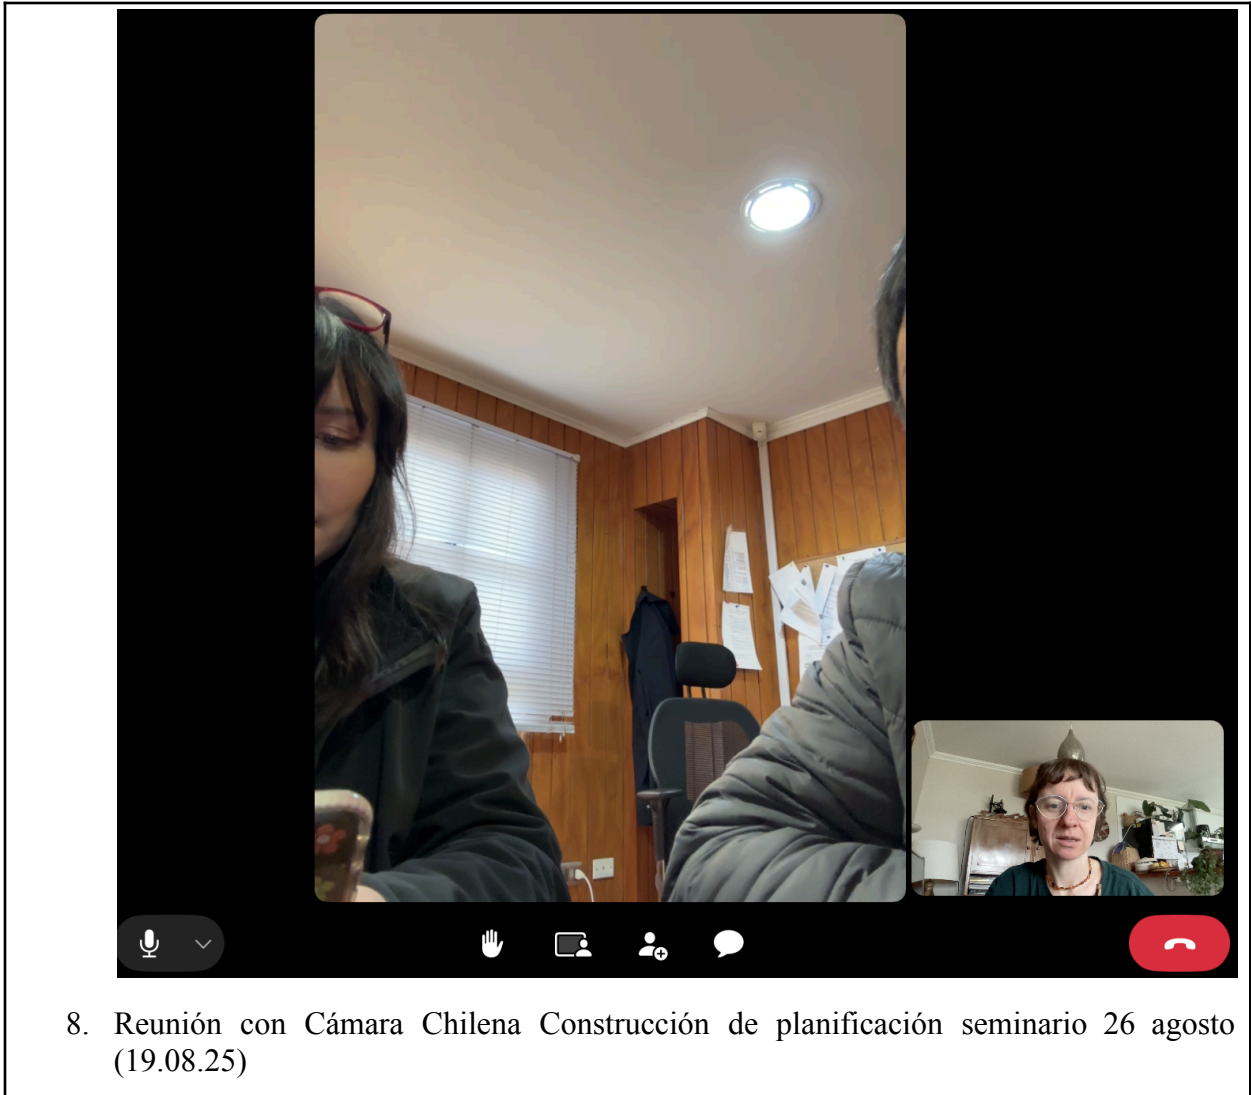 8. Reunión con Cámara Chilena Construcción de planificación seminario 26 agosto
(19.08.25)